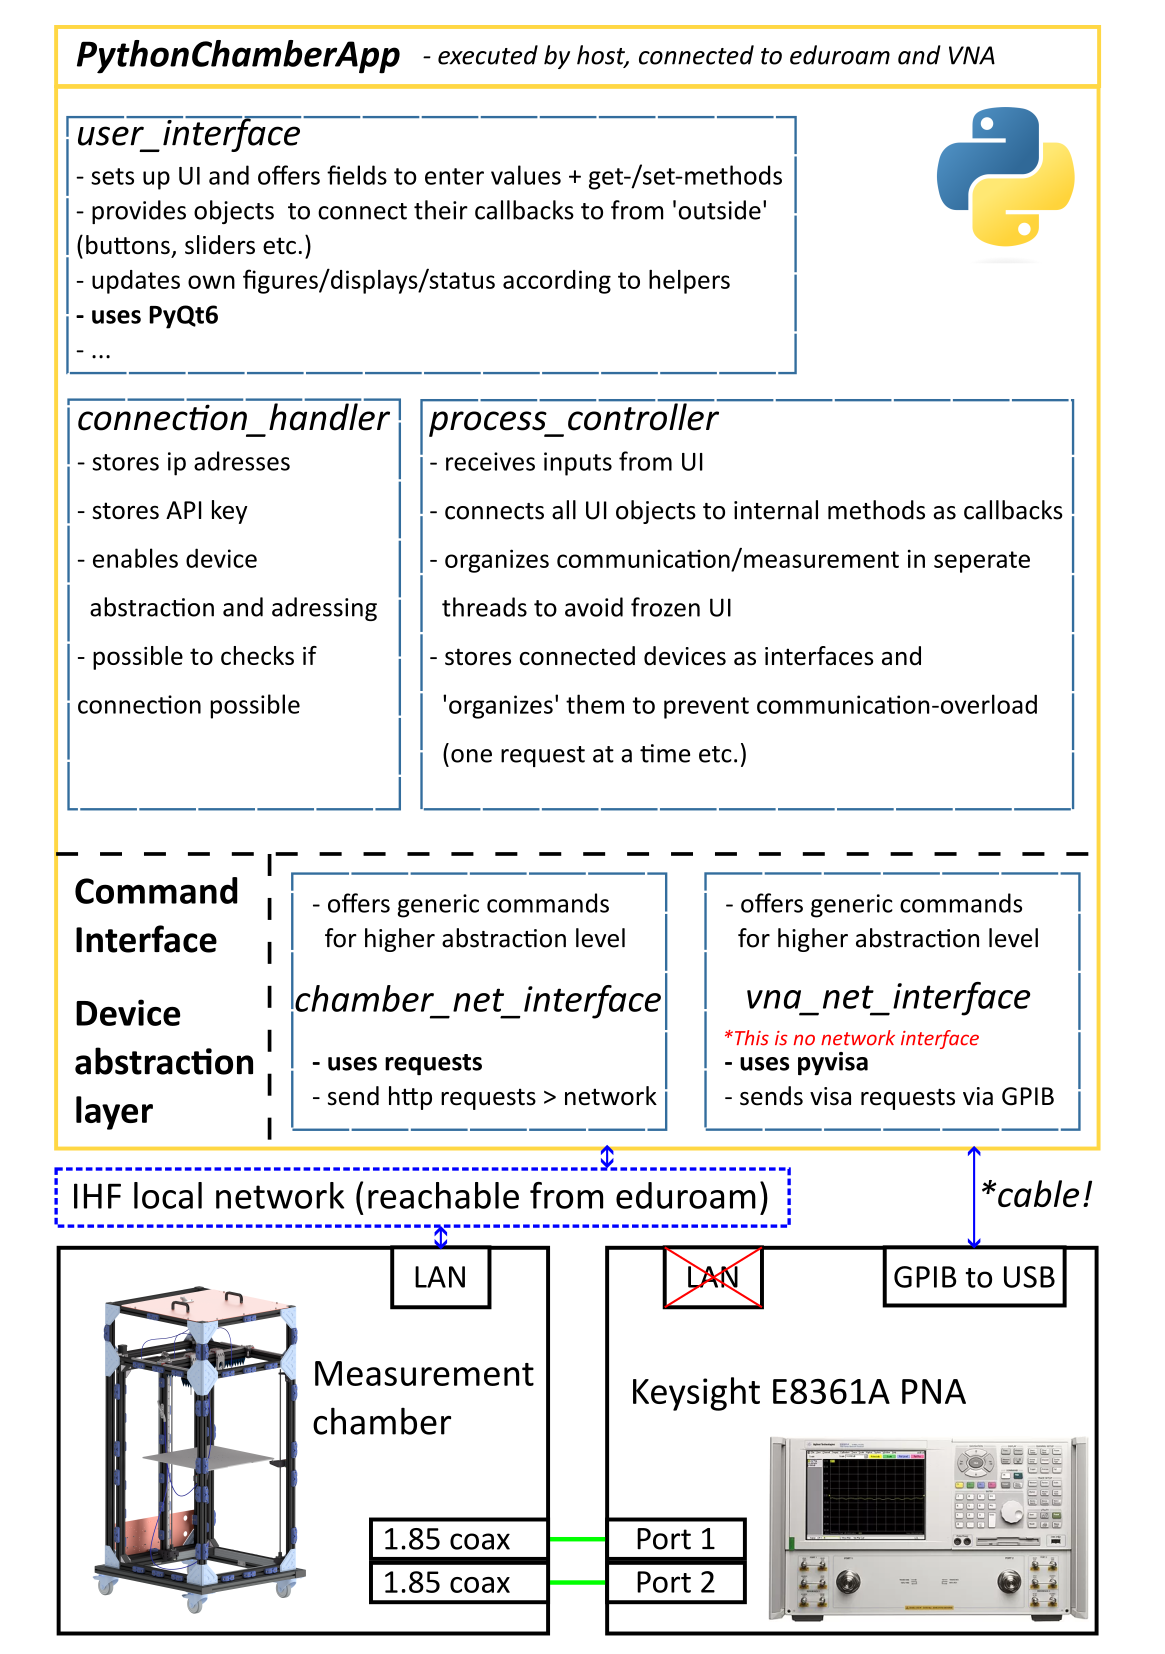 PythonChamberApp - executed by host, connected to eduroam and VNA
user_interface
- sets up UI and offers fields to enter values + get-/set-methods
- provides objects  to connect their callbacks to from 'outside'
(buttons, sliders etc.)
- updates own figures/displays/status according to helpers
- uses PyQt6
- ...
connection_handler
- stores ip adresses
- stores API key
- enables device
abstraction and adressing
- possible to checks if
connection possible
process_controller
- receives inputs from UI
- connects all UI objects to internal methods as callbacks
- organizes communication/measurement in seperate
threads to avoid frozen UI
- stores connected devices as interfaces and
'organizes' them to prevent communication-overload
(one request at a time etc.)
Command
Interface
Device
abstraction
layer
- offers generic commands
for higher abstraction level
chamber_net_interface
- uses requests
- send http requests > network
- offers generic commands
for higher abstraction level
vna_net_interface
*This is no network interface
- uses pyvisa
- sends visa requests via GPIB
IHF local network (reachable from eduroam)
*cable!
LAN
Measurement
chamber
1.85 coax
1.85 coax
LAN
GPIB to USB
Keysight E8361A PNA
Port 1
Port 2